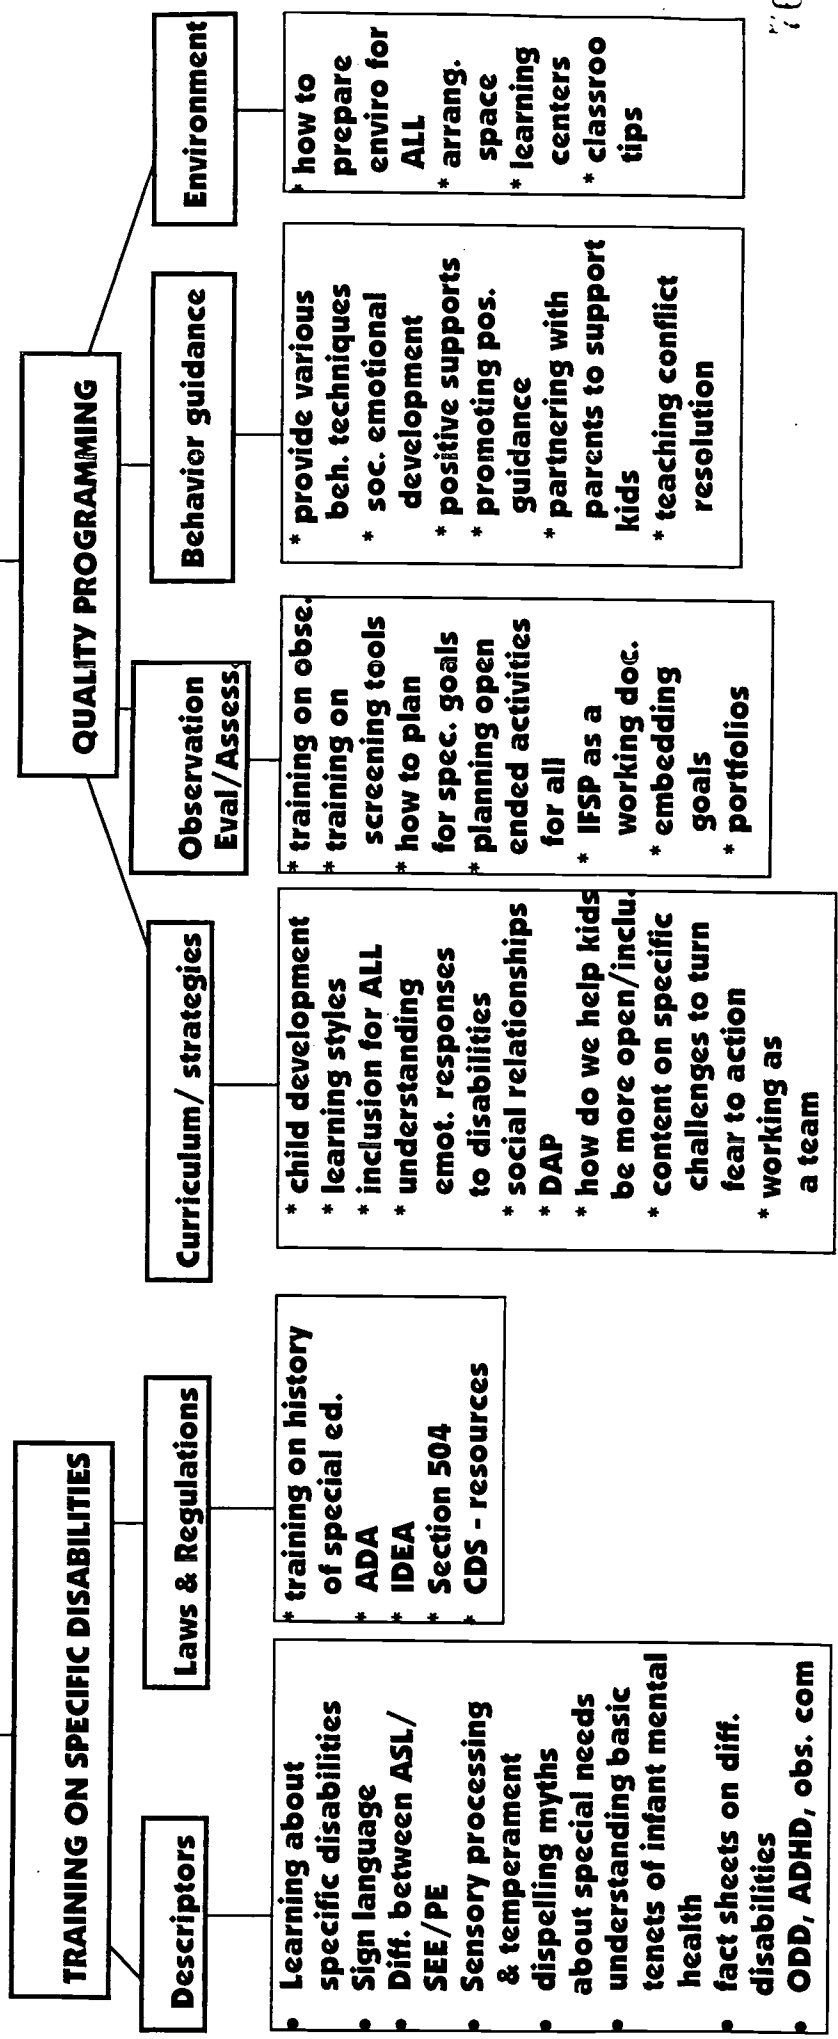 TRAINING ON SPECIFIC DISABILITIES
Descriptors
• Learning about
specific disabilities
• Sign language
• Diff. between ASL/
SEE/PE
• Sensory processing
& temperament
• dispelling myths
about special needs
• understanding basic
tenets of infant mental
health
• fact sheets on diff.
disabilities
• ODD, ADHD, obs. com
Laws & Regulations
* training on history
of special ed.
* ADA
* IDEA
* Section 504
* CDS - resources
QUALITY PROGRAMMING
Curriculum/ strategies
* child development
* learning styles
* inclusion for ALL
* understanding
emot. responses
to disabilities
* social relationships
* DAP
* how do we help kids
be more open/inclu.
* content on specific
challenges to turn
fear to action
* working as
a team
Observation
Eval/Assess.
* training on obse.
* training on
screening tools
* how to plan
for spec. goals
* planning open
ended activities
for all
* IFSP as a
working doc.
* embedding
goals
* portfolios
Behavior guidance
* provide various
beh. techniques
* soc. emotional
development
* positive supports
* promoting pos.
guidance
* partnering with
parents to support
kids
* teaching conflict
resolution
Environment
* how to
prepare
enviro for
ALL
* arrang.
space
* learning
centers
* classroo
tips